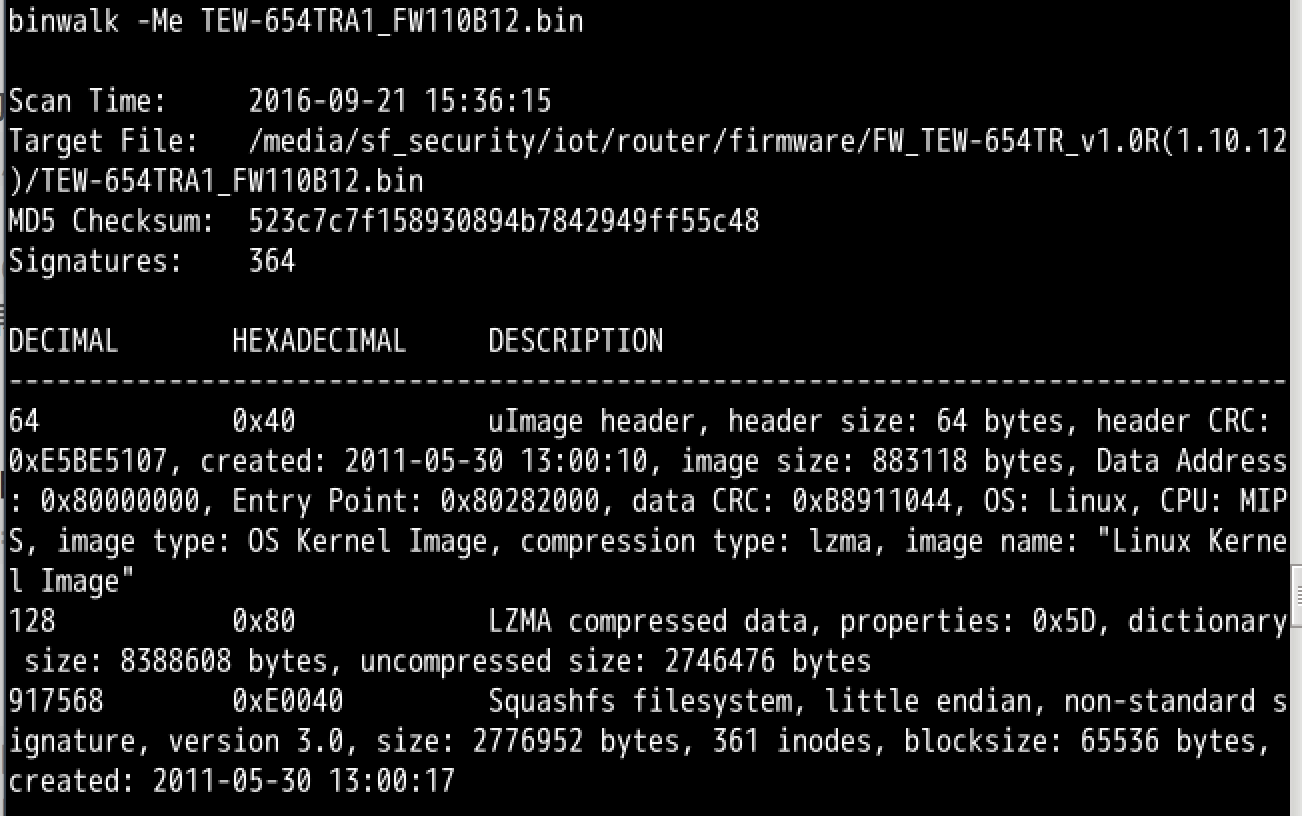 binwalk -Me TEW-654TRA1_FW110B12.bin
Scan Time:     2016-09-21 15:36:15
Target File:   /media/sf_security/iot/router/firmware/FW_TEW-654TR_v1.0R(1.10.12
)/TEW-654TRA1_FW110B12.bin
MD5 Checksum:  523c7c7f158930894b7842949ff55c48
Signatures:    364
DECIMAL       HEXADECIMAL     DESCRIPTION
--------------------------------------------------------------------------------
64            0x40            uImage header, header size: 64 bytes, header CRC:
0xE5BE5107, created: 2011-05-30 13:00:10, image size: 883118 bytes, Data Address
: 0x80000000, Entry Point: 0x80282000, data CRC: 0xB8911044, OS: Linux, CPU: MIP
S, image type: OS Kernel Image, compression type: lzma, image name: "Linux Kerne
l Image"
128           0x80            LZMA compressed data, properties: 0x5D, dictionary
 size: 8388608 bytes, uncompressed size: 2746476 bytes
917568        0xE0040         Squashfs filesystem, little endian, non-standard s
ignature, version 3.0, size: 2776952 bytes, 361 inodes, blocksize: 65536 bytes,
created: 2011-05-30 13:00:17